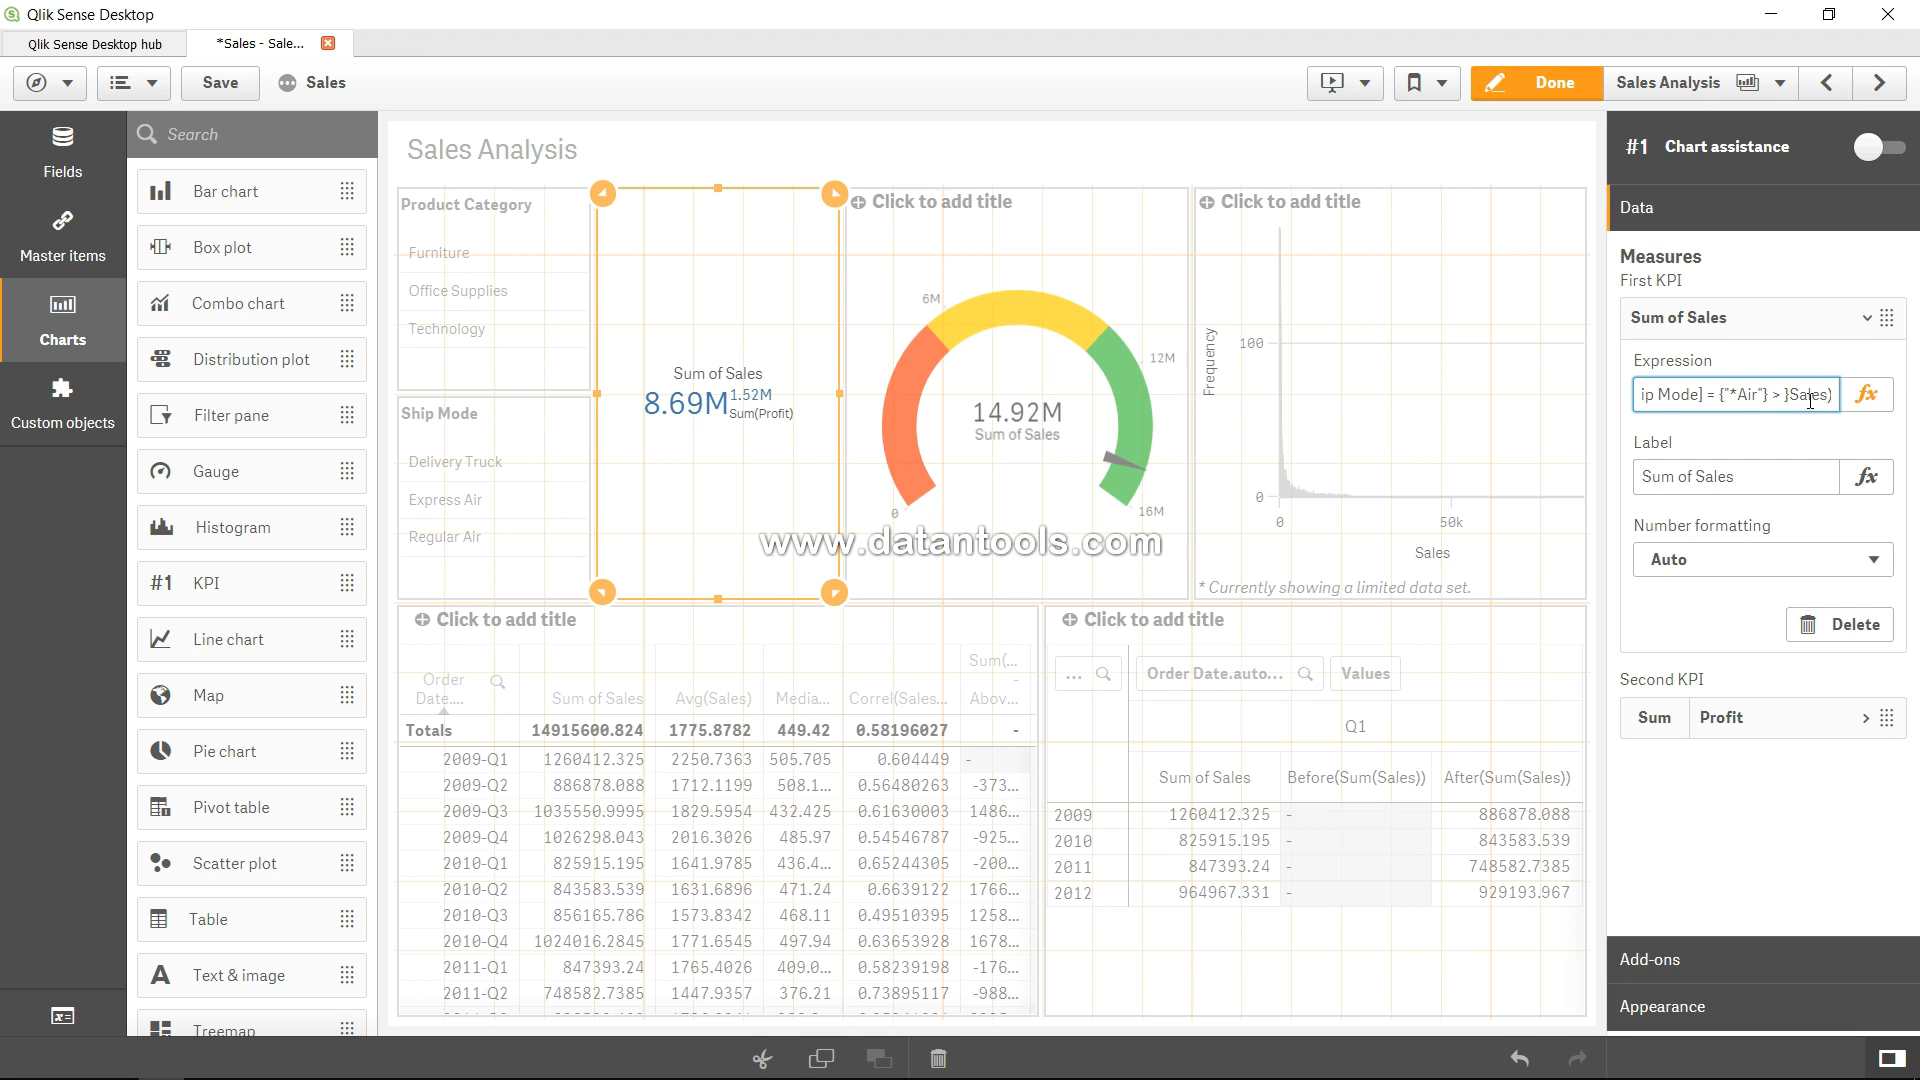 Qlik Sense Desktop
Qlik Sense Desktop hub
*Sales - Sale...
Save
Sales
Done
Sales Analysis
Fields
Master items
Charts
Custom objects
Search
Bar chart
Box plot
Combo chart
Distribution plot
Filter pane
Gauge
Histogram
#1 KPI
Line chart
Map
Pie chart
Pivot table
Scatter plot
Table
A Text & image
Treemap
Sales Analysis
Product Category
Furniture
Office Supplies
Technology
Ship Mode
Delivery Truck
Express Air
Regular Air
Sum of Sales
8.69M 1.52M
Sum(Profit)
Click to add title
0
6M
12M
16M
14.92M
Sum of Sales
Click to add title
Frequency
100
0
0
50k
Sales
* Currently showing a limited data set.
www.datantools.com
Click to add title
Order Date.... Sum of Sales Avg(Sales) Media... Correl(Sales... Sum(... - Abov...
Totals 14915600.824 1775.8782 449.42 0.58196027 -
2009-Q1 1260412.325 2250.7363 505.705 0.604449 -
2009-Q2 886878.088 1712.1199 508.1... 0.56480263 -373...
2009-Q3 1035550.9995 1829.5954 432.425 0.61630003 1486...
2009-Q4 1026298.043 2016.3026 485.97 0.54546787 -925...
2010-Q1 825915.195 1641.9785 436.4... 0.65244305 -200...
2010-Q2 843583.539 1631.6896 471.24 0.6639122 1766...
2010-Q3 856165.786 1573.8342 468.11 0.49510395 1258...
2010-Q4 1024016.2845 1771.6545 497.94 0.63653928 1678...
2011-Q1 847393.24 1765.4026 409.0... 0.58239198 -176...
2011-Q2 748582.7385 1447.9357 376.21 0.73895117 -988...
Click to add title
... Order Date.auto... Values
Q1
Sum of Sales Before(Sum(Sales)) After(Sum(Sales))
2009 1260412.325 - 886878.088
2010 825915.195 - 843583.539
2011 847393.24 - 748582.7385
2012 964967.331 - 929193.967
#1 Chart assistance
Data
Measures
First KPI
Sum of Sales
Expression
ip Mode] = {"*Air"} > }Sales)
fx
Label
Sum of Sales
fx
Number formatting
Auto
Delete
Second KPI
Sum Profit
Add-ons
Appearance